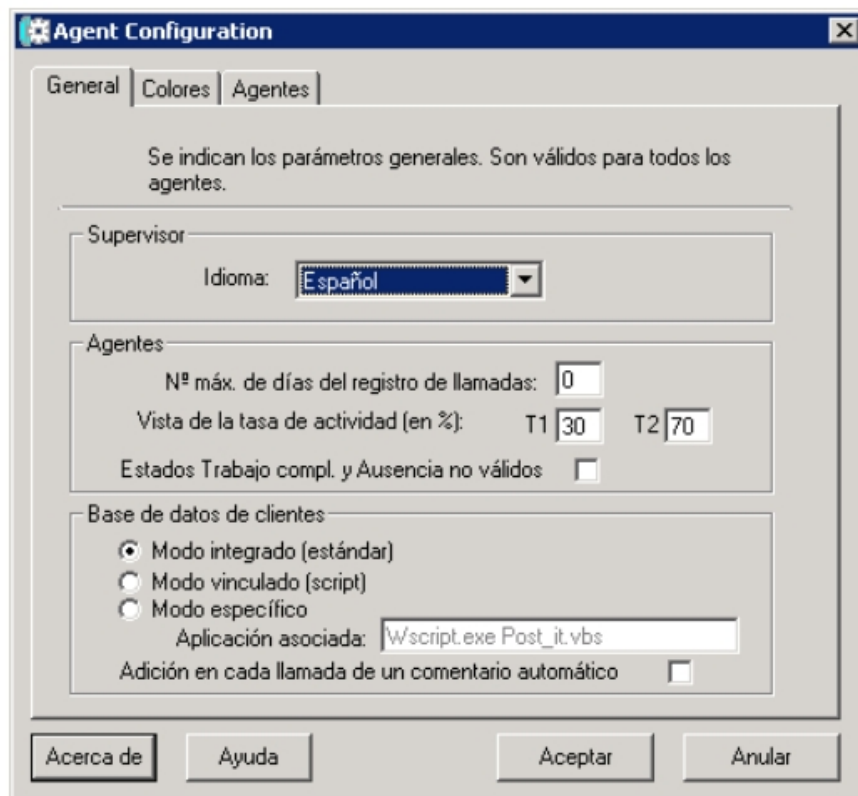 Agent Configuration
General Colores Agentes
Se indican los parámetros generales. Son válidos para todos los
agentes.
Supervisor
Idioma: Español
Agentes
Nº máx. de días del registro de llamadas: 0
Vista de la tasa de actividad (en %): T1 30 T2 70
Estados Trabajo compl. y Ausencia no válidos
Base de datos de clientes
Modo integrado (estándar)
Modo vinculado (script)
Modo específico
Aplicación asociada: Wscript.exe Post_it.vbs
Adición en cada llamada de un comentario automático
Acerca de Ayuda Aceptar Anular